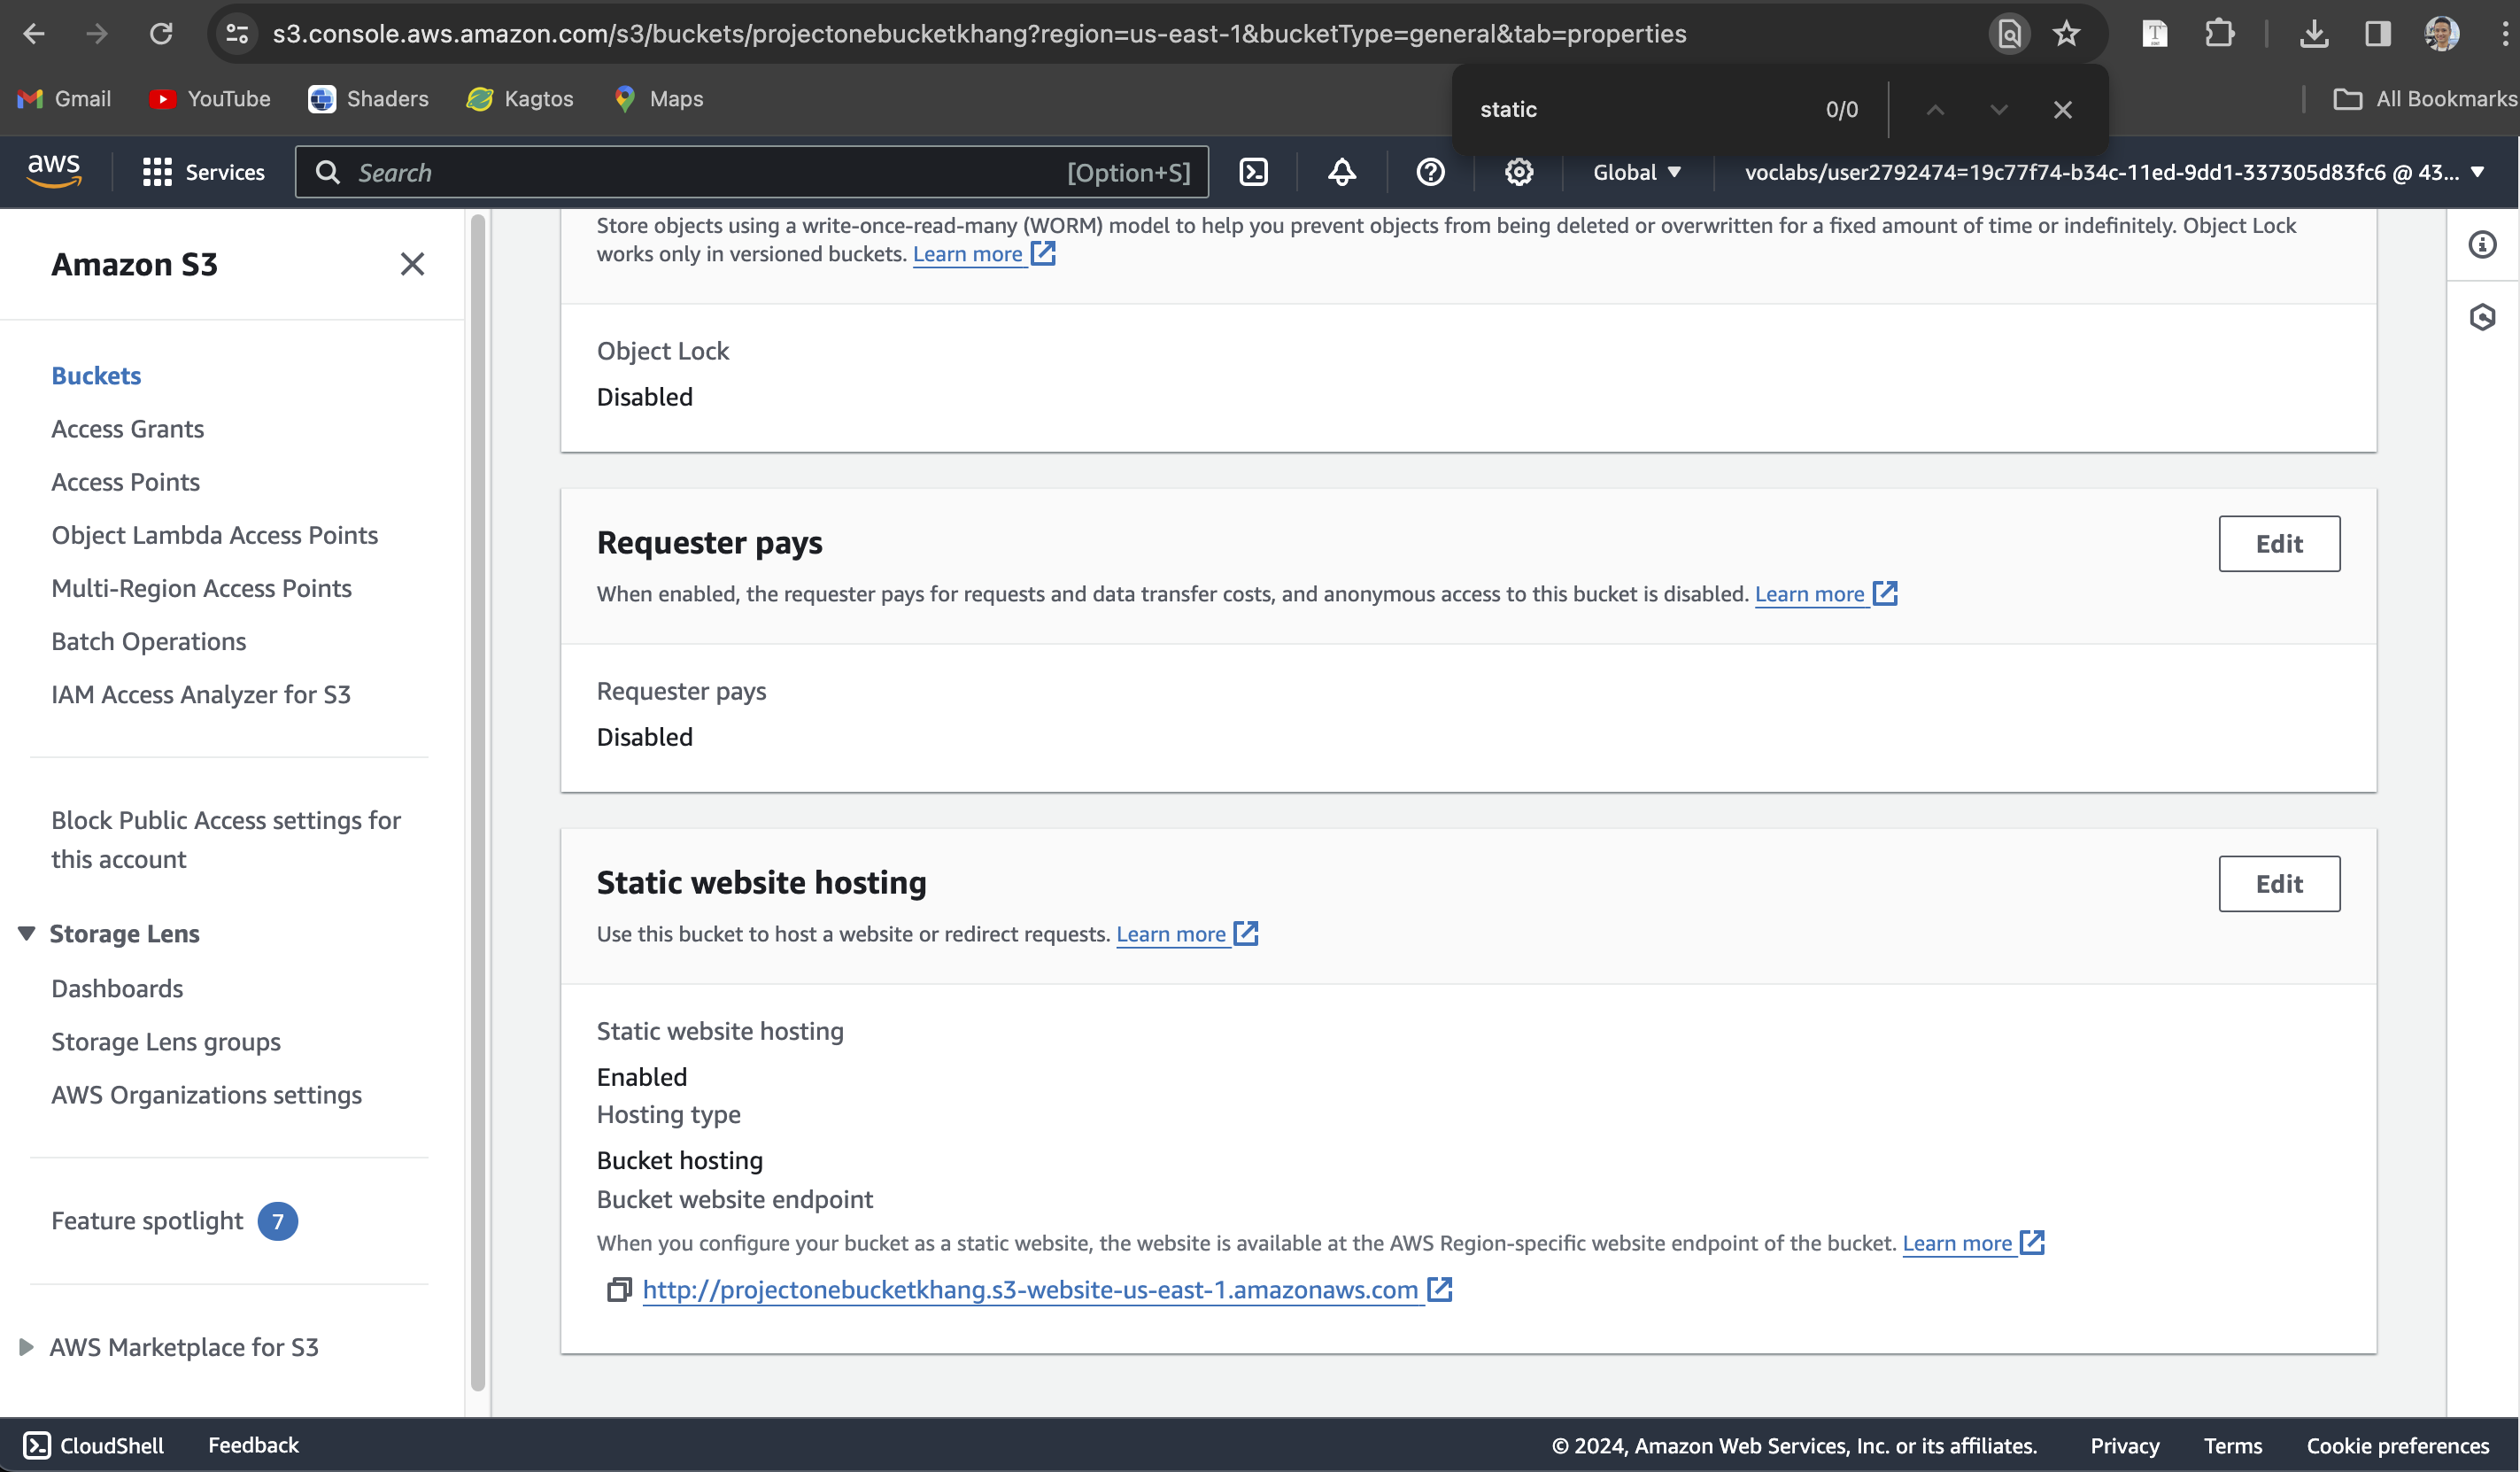 s3.console.aws.amazon.com/s3/buckets/projectonebucketkhang?region=us-east-1&bucketType=general&tab=properties
Gmail
YouTube
Shaders
Kagtos
Maps
static
0/0
All Bookmarks
aws
Services
Search
[Option+S]
Global
voclabs/user2792474=19c77f74-b34c-11ed-9dd1-337305d83fc6 @ 43...
Amazon S3
Buckets
Access Grants
Access Points
Object Lambda Access Points
Multi-Region Access Points
Batch Operations
IAM Access Analyzer for S3
Block Public Access settings for
this account
Storage Lens
Dashboards
Storage Lens groups
AWS Organizations settings
Feature spotlight 7
AWS Marketplace for S3
Store objects using a write-once-read-many (WORM) model to help you prevent objects from being deleted or overwritten for a fixed amount of time or indefinitely. Object Lock
works only in versioned buckets. Learn more
Object Lock
Disabled
Requester pays
Edit
When enabled, the requester pays for requests and data transfer costs, and anonymous access to this bucket is disabled. Learn more
Requester pays
Disabled
Static website hosting
Edit
Use this bucket to host a website or redirect requests. Learn more
Static website hosting
Enabled
Hosting type
Bucket hosting
Bucket website endpoint
When you configure your bucket as a static website, the website is available at the AWS Region-specific website endpoint of the bucket. Learn more
http://projectonebucketkhang.s3-website-us-east-1.amazonaws.com
CloudShell
Feedback
© 2024, Amazon Web Services, Inc. or its affiliates.
Privacy
Terms
Cookie preferences